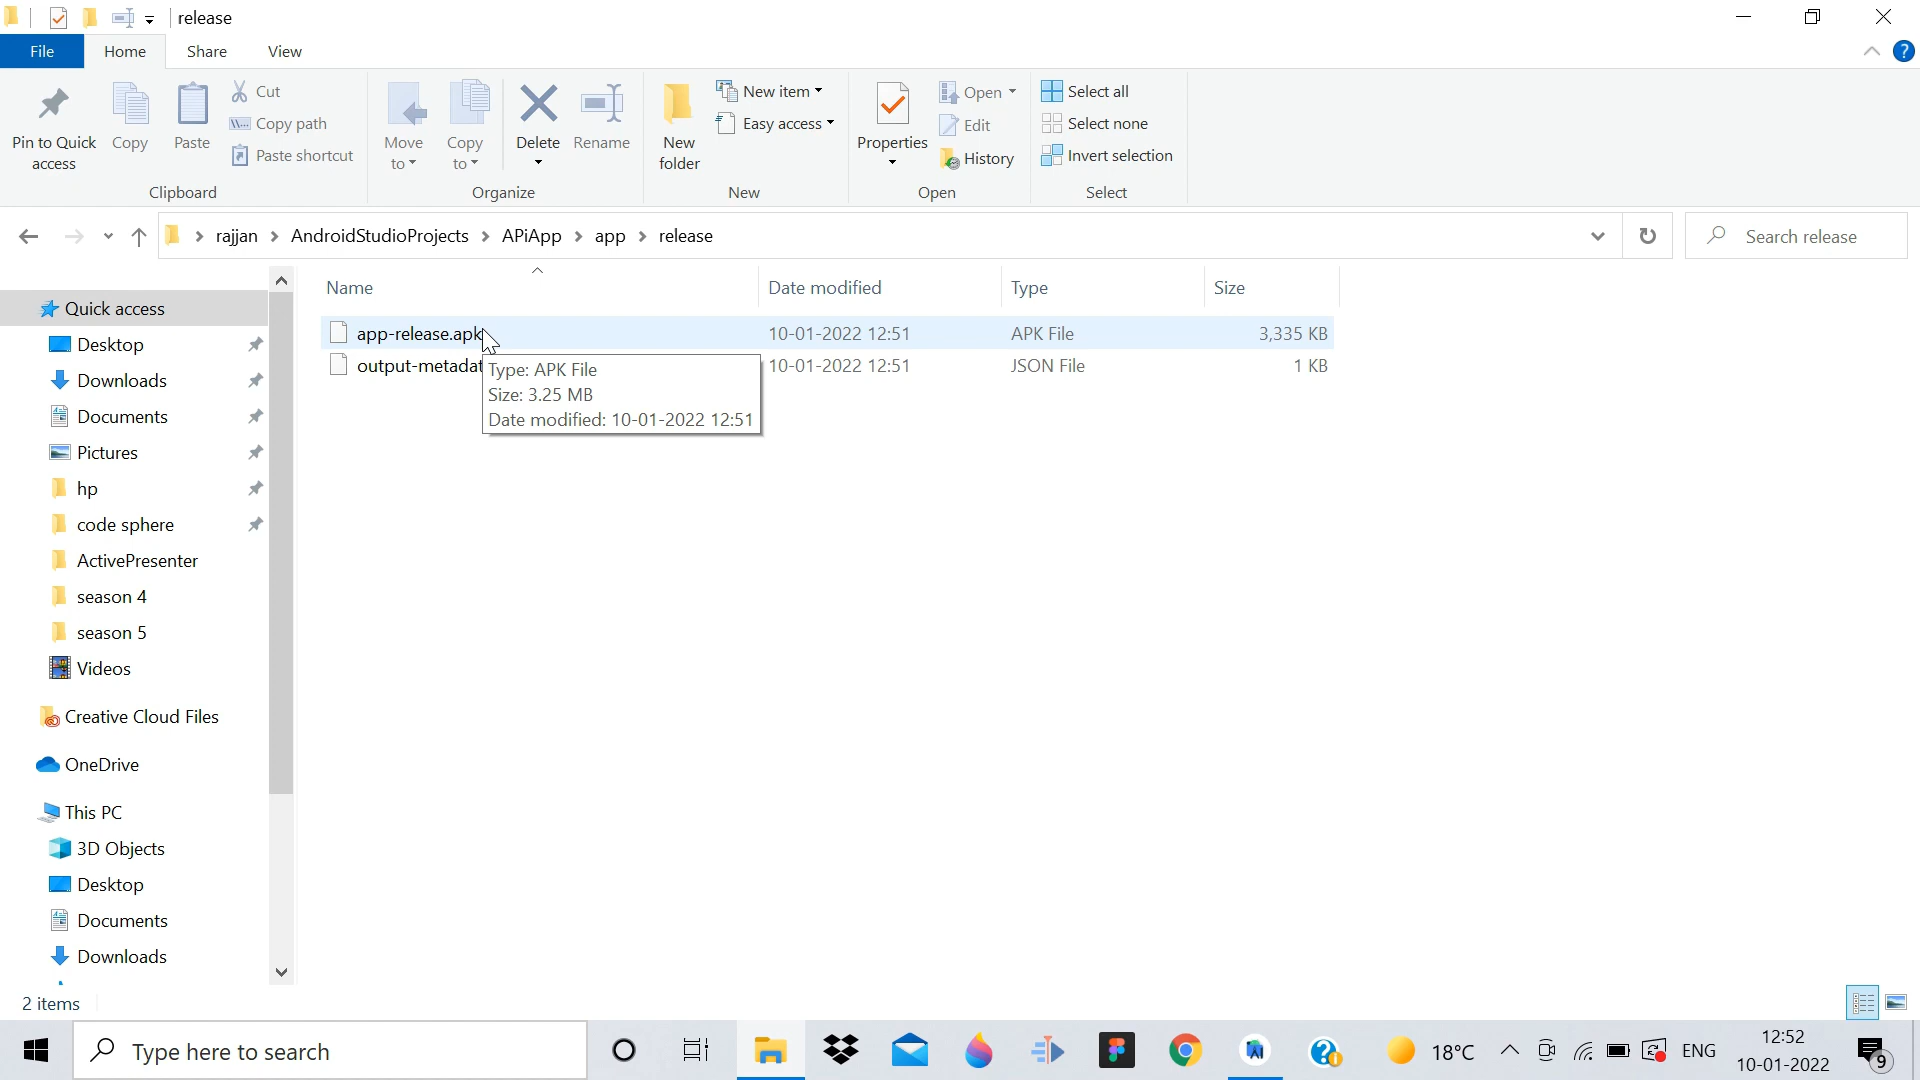 release
File Home Share View
Pin to Quick access
Copy
Paste
Cut
Copy path
Paste shortcut
Clipboard
Move to
Copy to
Delete
Rename
Organize
New folder
New item
Easy access
New
Properties
Open
Edit
History
Open
Select all
Select none
Invert selection
Select
rajjan > AndroidStudioProjects > APiApp > app > release
Search release
Name Date modified Type Size
app-release.apk 10-01-2022 12:51 APK File 3,335 KB
output-metadat 10-01-2022 12:51 JSON File 1 KB
Type: APK File
Size: 3.25 MB
Date modified: 10-01-2022 12:51
Quick access
Desktop
Downloads
Documents
Pictures
hp
code sphere
ActivePresenter
season 4
season 5
Videos
Creative Cloud Files
OneDrive
This PC
3D Objects
Desktop
Documents
Downloads
2 items
Type here to search
18°C
ENG
12:52
10-01-2022
9